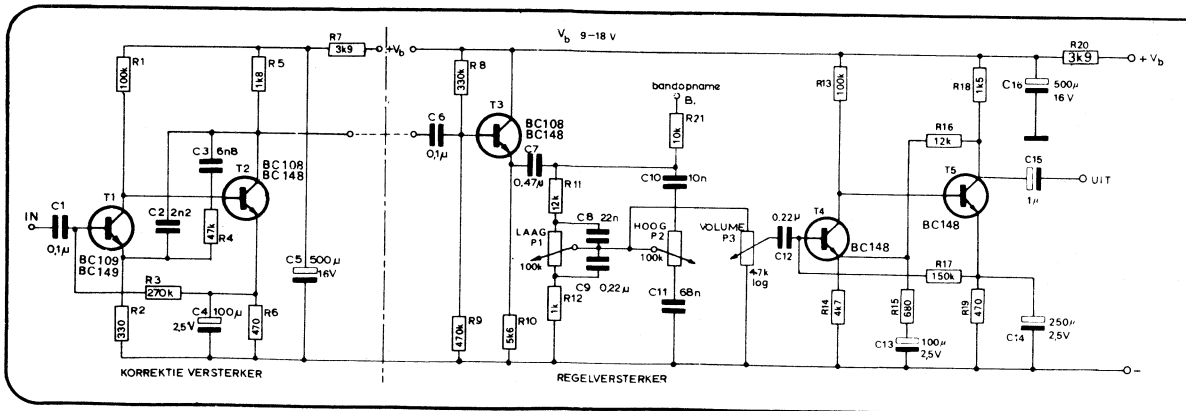 R7
3k9
+Vb
Vb 9-18 V
R20
3k9
+ Vb
R1
100k
R5
1k8
R8
330k
T3
BC108
BC148
bandopname
B.
R21
10k
R13
100k
R18
1k5
C16
500µ
16 V
R16
12k
C3
6n8
T2
BC108
BC148
C6
0,1µ
C7
0,47µ
R11
12k
C10
10n
T5
BC148
C15
1µ
UIT
IN
C1
0,1µ
T1
BC109
BC149
C2
2n2
47k
R4
C5
500µ
16V
LAAG
P1
100k
C8 22n
C9 0,22µ
HOOG
P2
100k
VOLUME
P3
47k
log
0,22µ
C12
T4
BC148
R17
150k
R3
270k
R2
330
C4 100µ
2,5V
R6
470
R9
470k
R10
5k6
R12
1k
C11
68n
R14
4k7
R15
680
R19
470
C13
100µ
2,5V
250µ
2,5V
C14
-
KORREKTIE VERSTERKER
REGELVERSTERKER